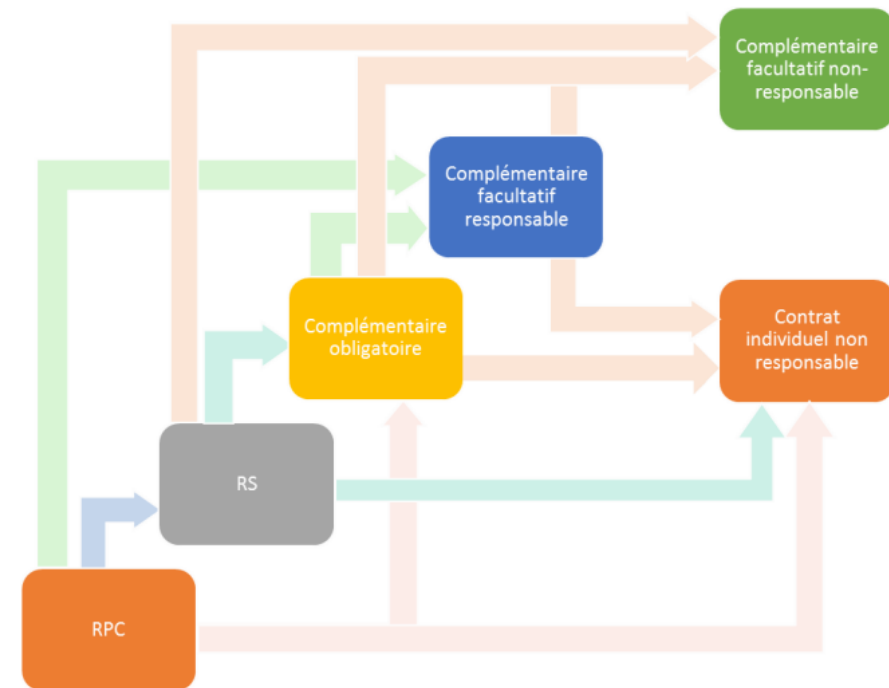 Complémentaire
facultatif non-
responsable
Complémentaire
facultatif
responsable
Complémentaire
obligatoire
Contrat
individuel non
responsable
RS
RPC